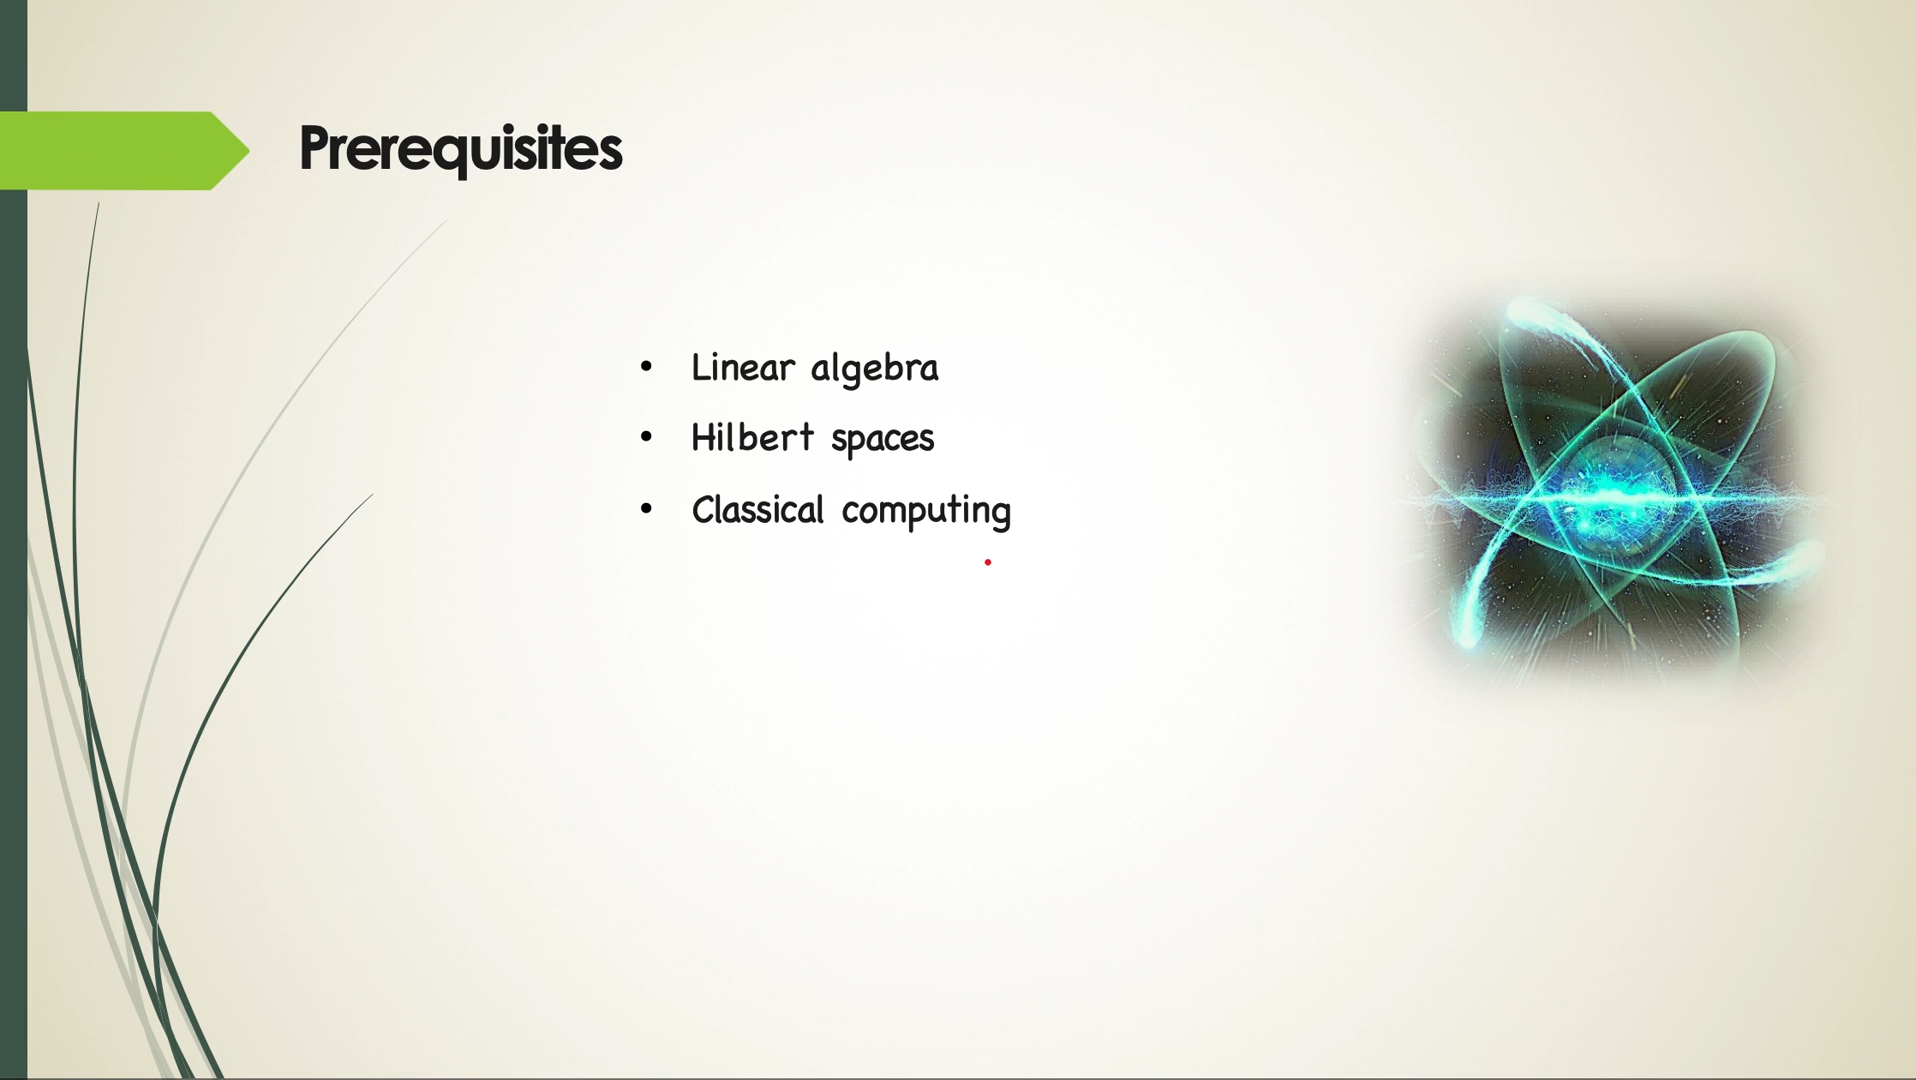 Prerequisites
• Linear algebra
• Hilbert spaces
• Classical computing